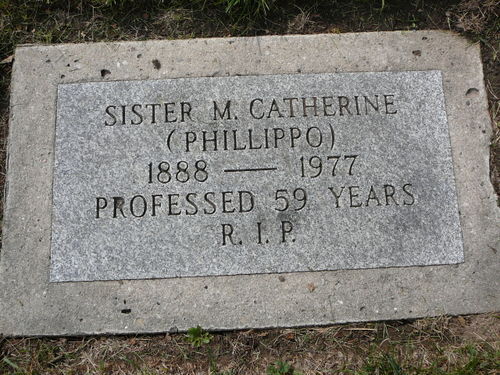 SISTER M. CATHERINE
(PHILLIPPO)
1888 — 1977
PROFESSED 59 YEARS
R. I. P.